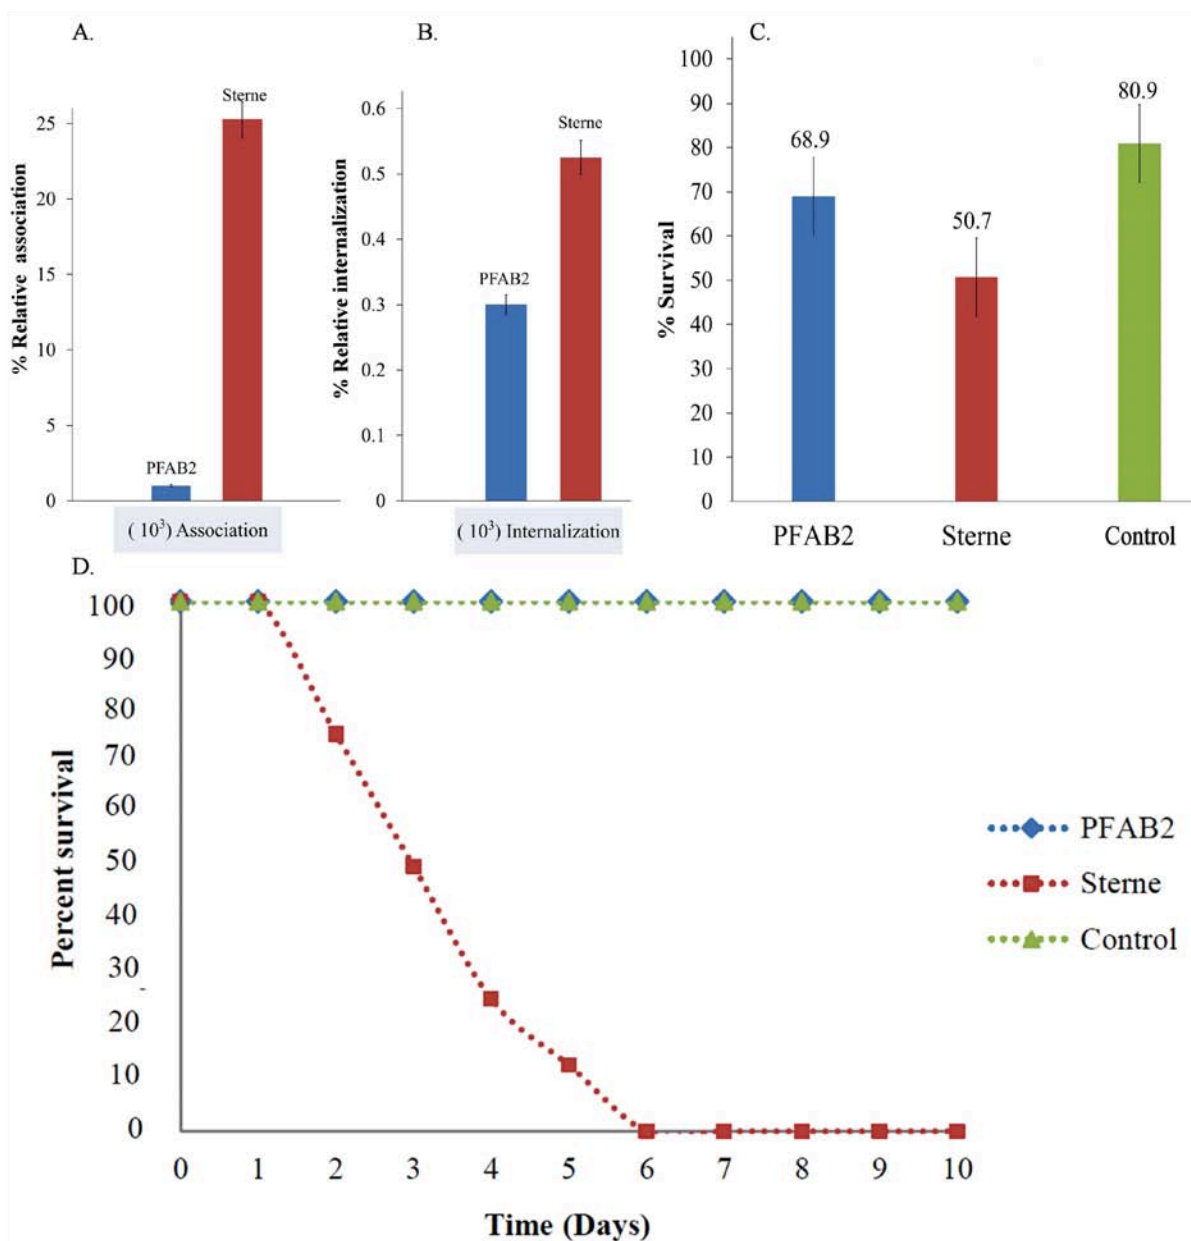 A.
% Relative association
25
20
15
10
5
0
Sterne
PFAB2
( 10³) Association
B.
% Relative internalization
0.6
0.5
0.4
0.3
0.2
0.1
0
Sterne
PFAB2
( 10³) Internalization
C.
% Survival
100
90
80
70
60
50
40
30
20
10
0
68.9
50.7
80.9
PFAB2 Sterne Control
D.
Percent survival
100
90
80
70
60
50
40
30
20
10
0
0 1 2 3 4 5 6 7 8 9 10
Time (Days)
PFAB2
Sterne
Control